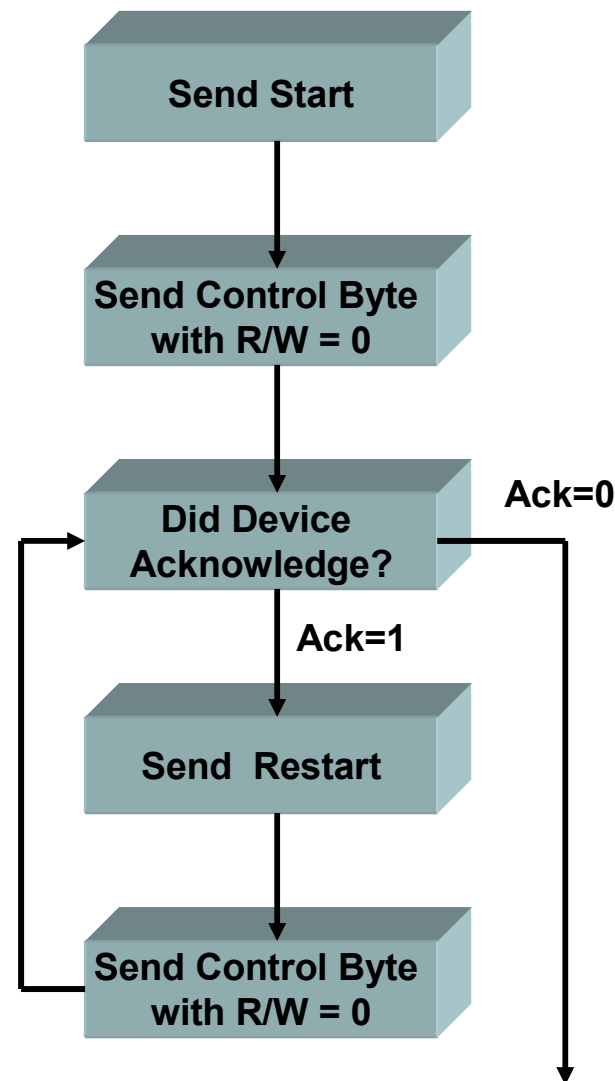 Send Start
Send Control Byte
with R/W = 0
Did Device
Acknowledge?
Ack=0
Ack=1
Send Restart
Send Control Byte
with R/W = 0